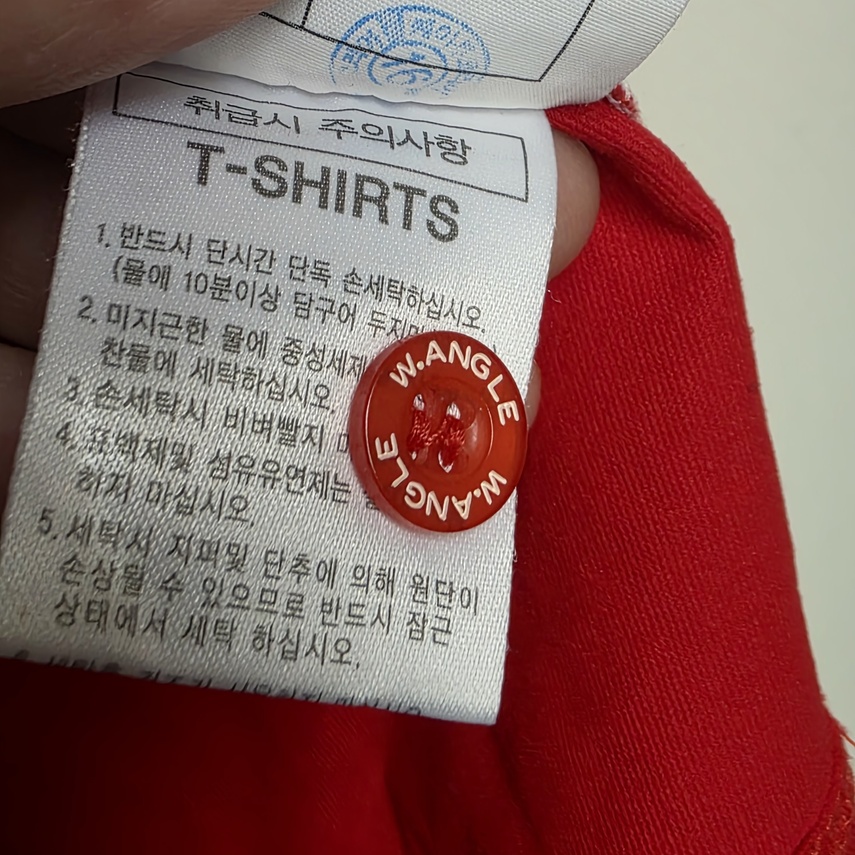 취급시 주의사항
T-SHIRTS
1. 반드시 단시간 단독 손세탁하십시오.
(물에 10분이상 담구어 두지
2. 미지근한 물에 중성세제
찬물에 세탁하십시오.
3. 손세탁시 비벼빨지
4. 표백제및 섬유유연제는
하지 마십시오.
5. 세탁시 지퍼및 단추에 의해 원단이
손상될 수 있으므로 반드시 잠근
상태에서 세탁 하십시오.
W.ANGLE
W.ANGLE